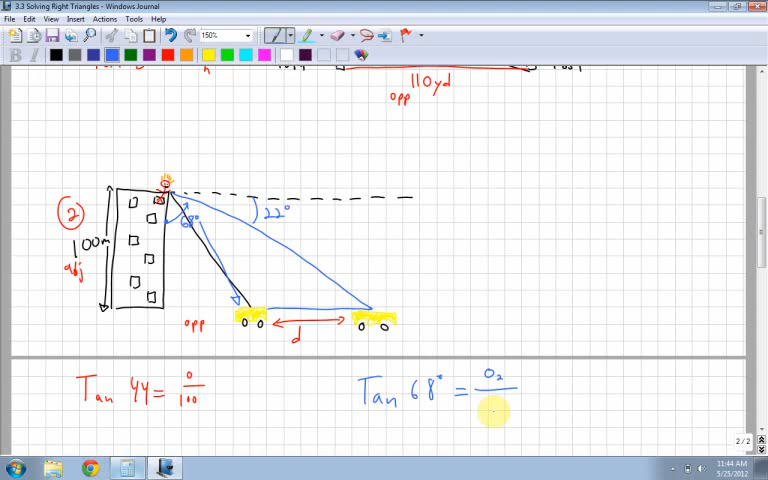 3.3 Solving Right Triangles - Windows Journal
File Edit View Insert Actions Tools Help
150%
B I
110yd
opp
2
100m
adj
68°
22°
opp
d
Tan 44 = O/100
Tan 68° = O2
2 / 2
11:44 AM
5/25/2012